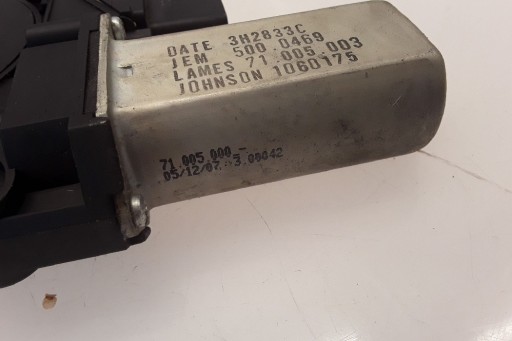 DATE 3H2833C
JEM 500.0469
LAMES 71.005.003
JOHNSON 1060175
71.005.000.-
05/12/07